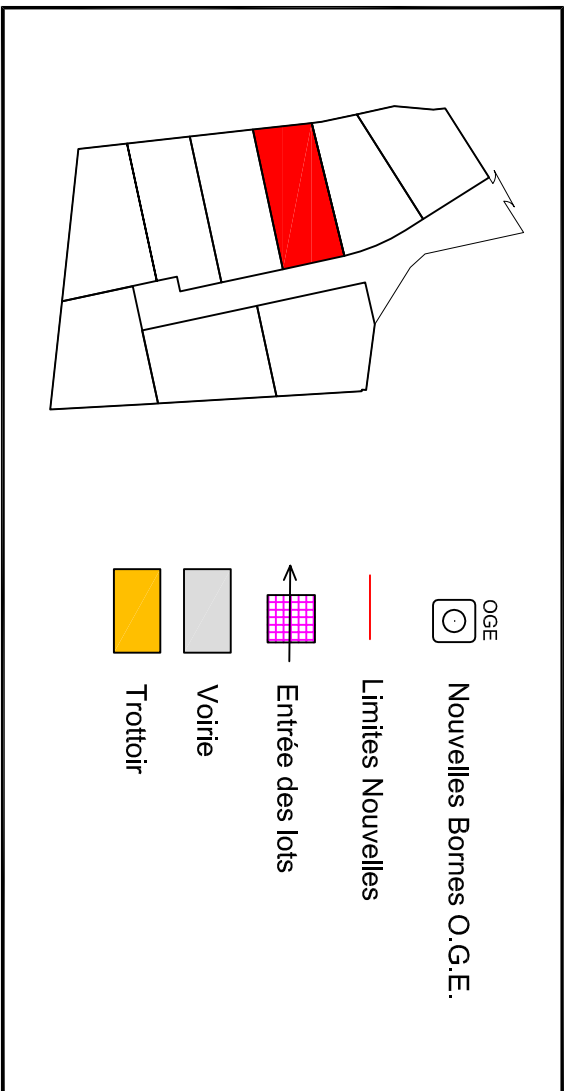 OGE
Nouvelles Bornes O.G.E.
Limites Nouvelles
Entrée des lots
Voirie
Trottoir